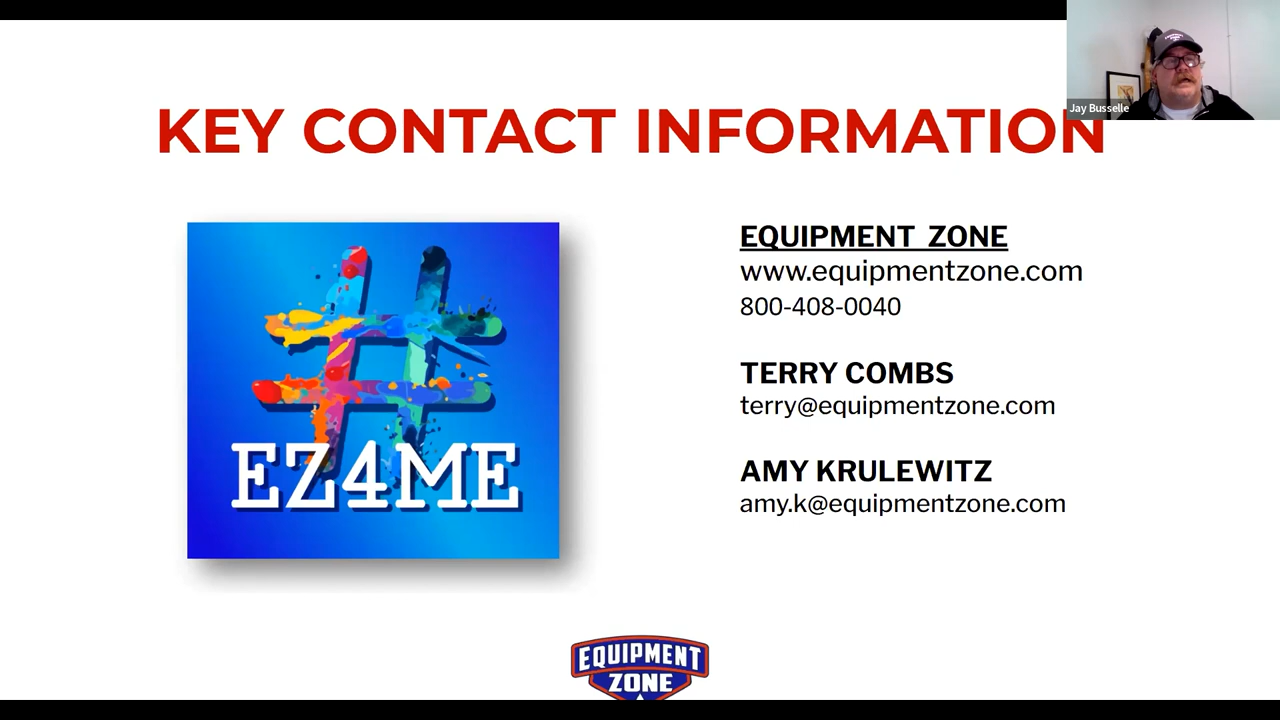 Jay Busselle
KEY CONTACT INFORMATION
EQUIPMENT ZONE
www.equipmentzone.com
800-408-0040
TERRY COMBS
terry@equipmentzone.com
AMY KRULEWITZ
amy.k@equipmentzone.com
#
EZ4ME
EQUIPMENT
ZONE